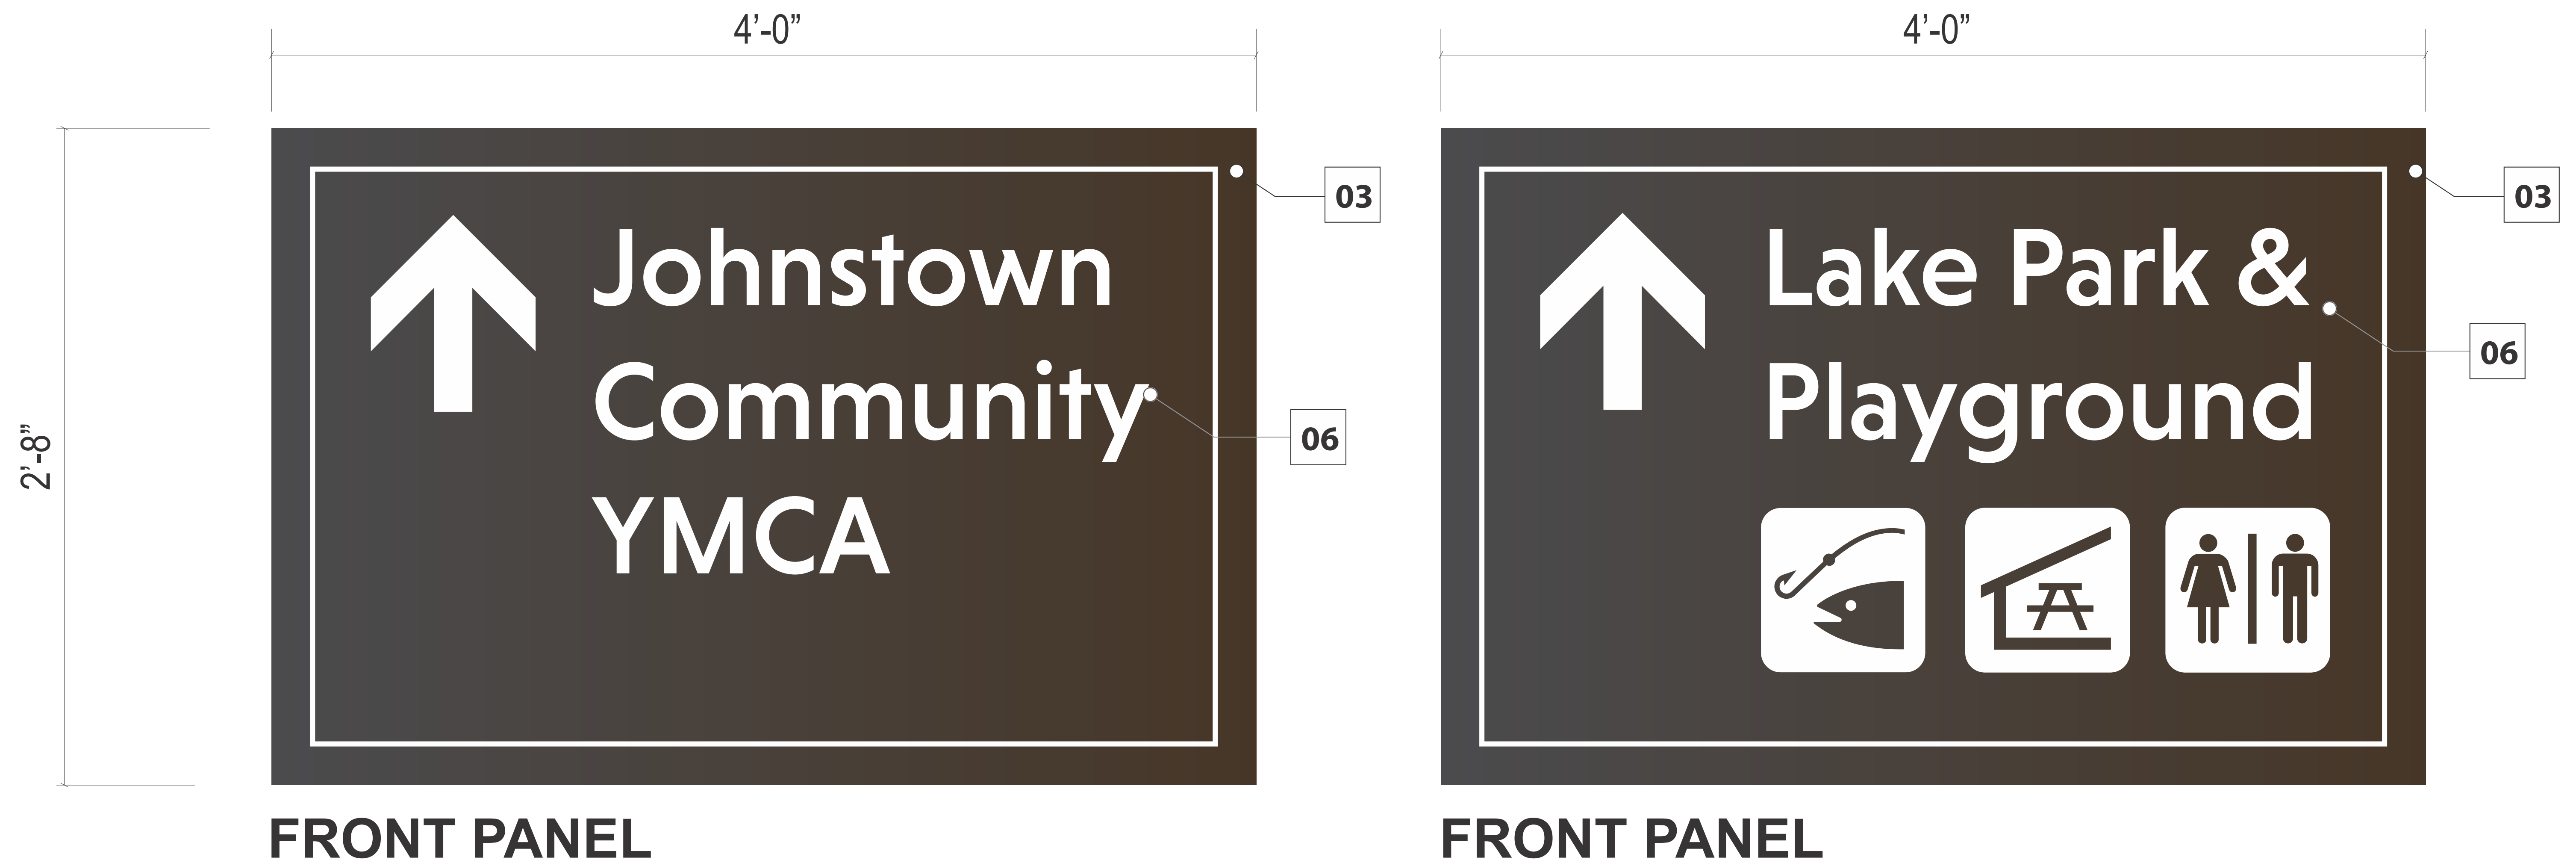 4’-0”
4’-0”
2’-8”
Johnstown
Community
YMCA
03
06
Lake Park &
Playground
03
06
FRONT PANEL
FRONT PANEL